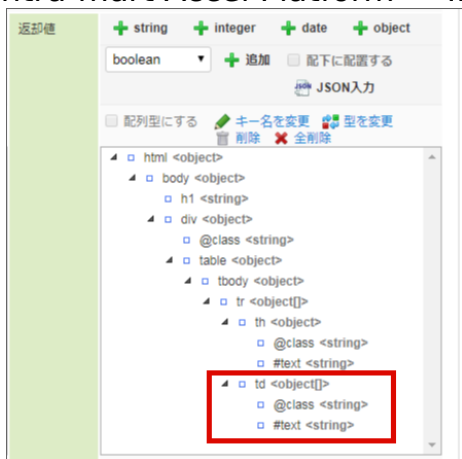 返却値
string integer date object
boolean 追加 配下に配置する
JSON入力
配列型にする キー名を変更 型を変更
削除 全削除
html <object>
body <object>
h1 <string>
div <object>
@class <string>
table <object>
tbody <object>
tr <object[]>
th <object>
@class <string>
#text <string>
td <object[]>
@class <string>
#text <string>